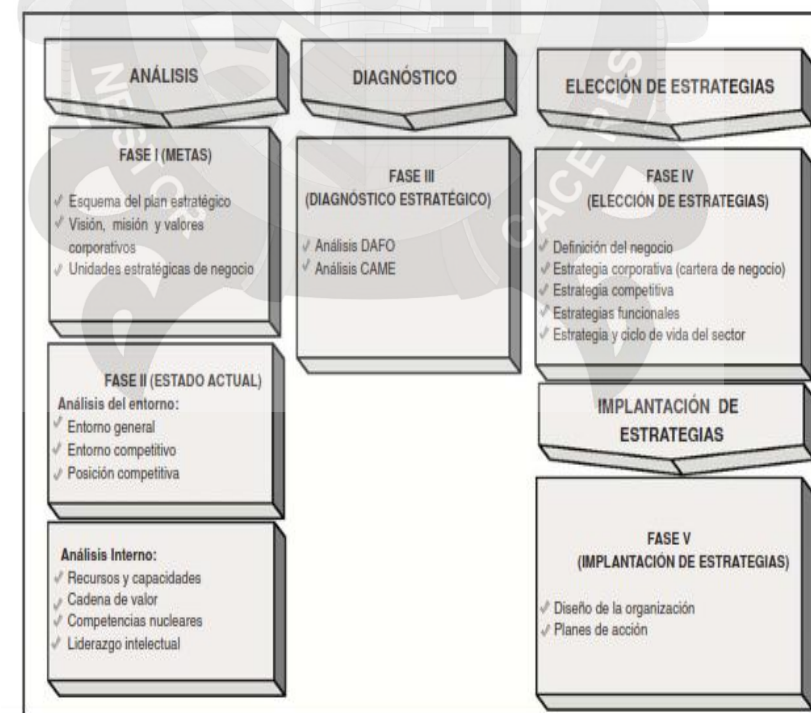 ANÁLISIS
FASE I (METAS)
Esquema del plan estratégico
Visión, misión y valores
corporativos
Unidades estratégicas de negocio
FASE II (ESTADO ACTUAL)
Análisis del entorno:
Entorno general
Entorno competitivo
Posición competitiva
Análisis Interno:
Recursos y capacidades
Cadena de valor
Competencias nucleares
Liderazgo intelectual
DIAGNÓSTICO
FASE III
(DIAGNÓSTICO ESTRATÉGICO)
Análisis DAFO
Análisis CAME
ELECCIÓN DE ESTRATEGIAS
FASE IV
(ELECCIÓN DE ESTRATEGIAS)
Definición del negocio
Estrategia corporativa (cartera de negocio)
Estrategia competitiva
Estrategias funcionales
Estrategia y ciclo de vida del sector
IMPLANTACIÓN DE
ESTRATEGIAS
FASE V
(IMPLANTACIÓN DE ESTRATEGIAS)
Diseño de la organización
Planes de acción
NESTOR